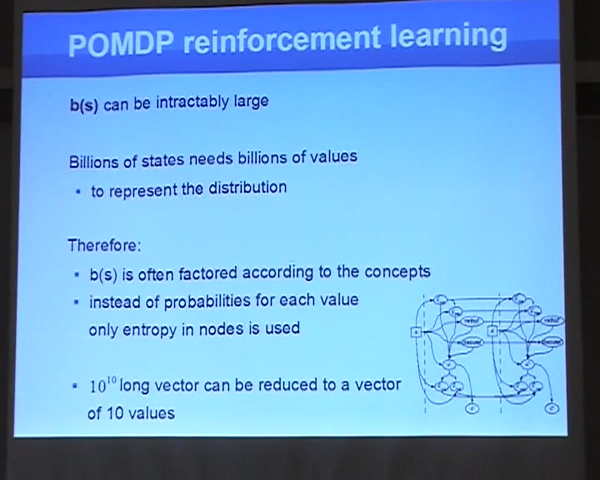 POMDP reinforcement learning
b(s) can be intractably large
Billions of states needs billions of values
▪ to represent the distribution
Therefore:
▪ b(s) is often factored according to the concepts
▪ instead of probabilities for each value
only entropy in nodes is used
▪ 10¹⁰ long vector can be reduced to a vector
of 10 values